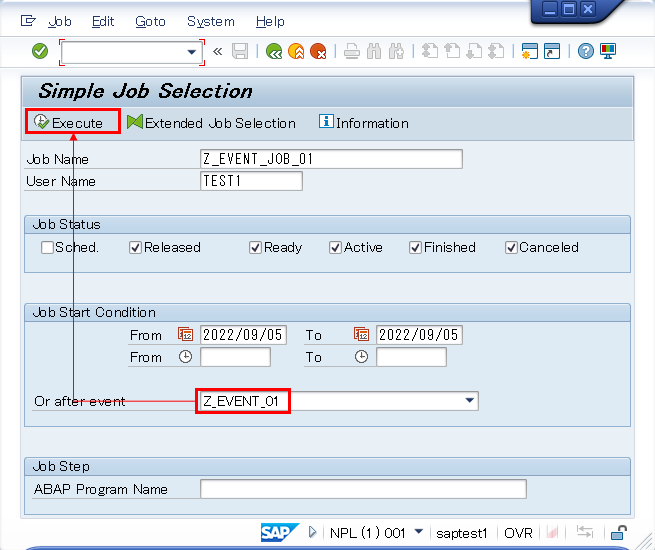 Job Edit Goto System Help
«
Simple Job Selection
Execute Extended Job Selection Information
Job Name Z_EVENT_JOB_01
User Name TEST1
Job Status
Sched. Released Ready Active Finished Canceled
Job Start Condition
From 2022/09/05 To 2022/09/05
From To
Or after event Z_EVENT_01
Job Step
ABAP Program Name
SAP NPL (1) 001 saptest1 OVR